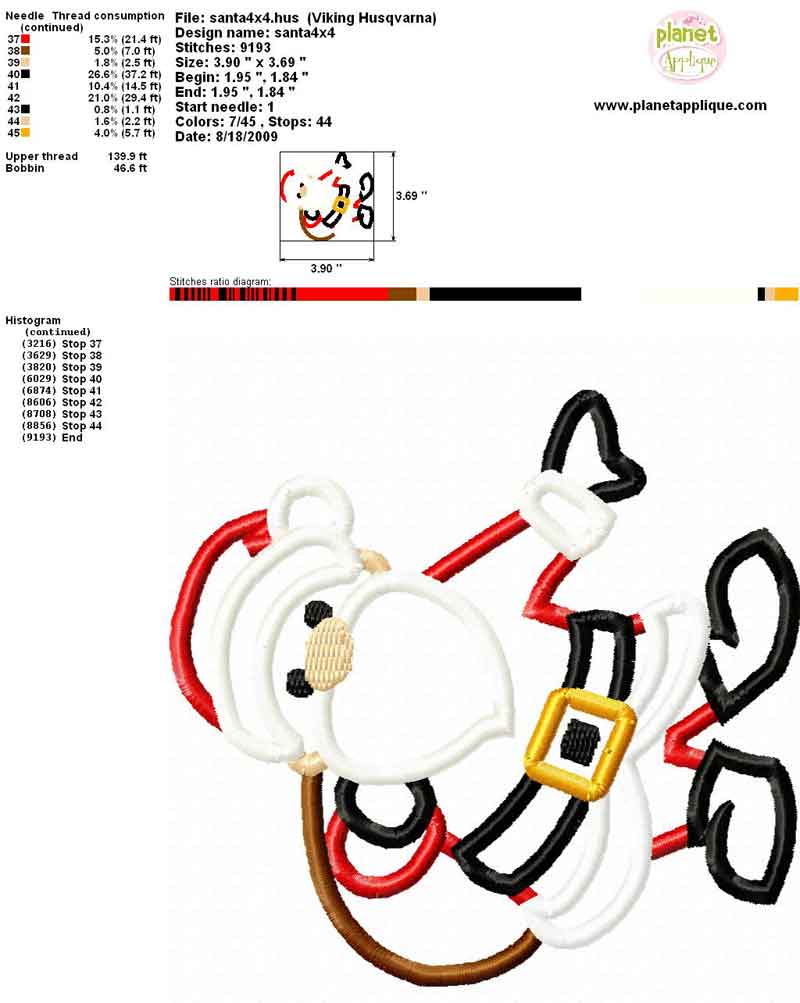 Needle Thread consumption
(continued)
37 15.3% (21.4 ft)
38 5.0% (7.0 ft)
39 1.8% (2.5 ft)
40 26.6% (37.2 ft)
41 10.4% (14.5 ft)
42 21.0% (29.4 ft)
43 0.8% (1.1 ft)
44 1.6% (2.2 ft)
45 4.0% (5.7 ft)
Upper thread 139.9 ft
Bobbin 46.6 ft
File: santa4x4.hus (Viking Husqvarna)
Design name: santa4x4
Stitches: 9193
Size: 3.90 " x 3.69 "
Begin: 1.95 ", 1.84 "
End: 1.95 ", 1.84 "
Start needle: 1
Colors: 7/45 , Stops: 44
Date: 8/18/2009
planet
Applique
www.planetapplique.com
3.69 "
3.90 "
Stitches ratio diagram:
Histogram
(continued)
(3216) Stop 37
(3629) Stop 38
(3820) Stop 39
(6029) Stop 40
(6874) Stop 41
(8606) Stop 42
(8708) Stop 43
(8856) Stop 44
(9193) End